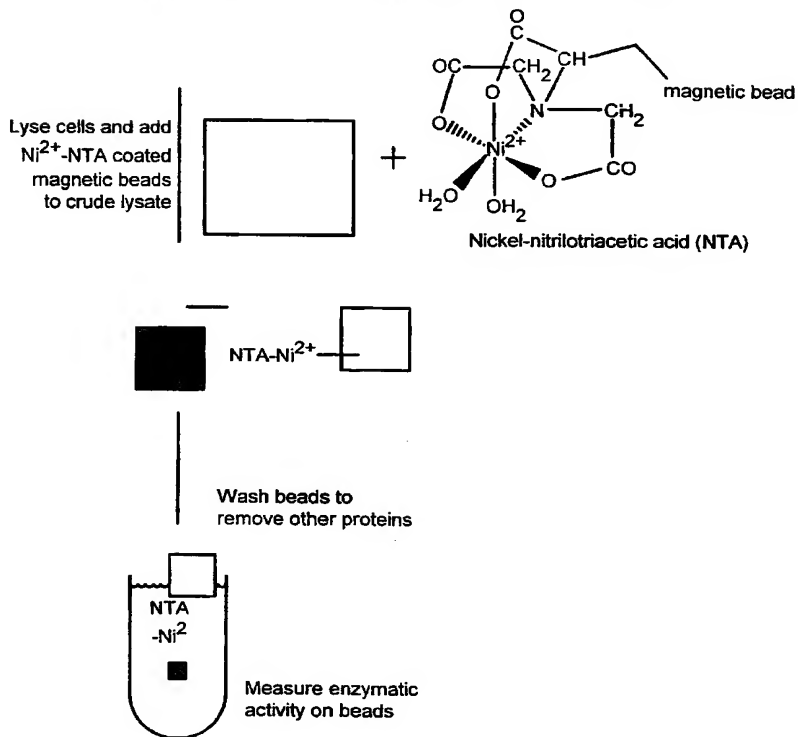 Lyse cells and add
Ni2+-NTA coated
magnetic beads
to crude lysate
+
O
C
CH
OC
CH2
magnetic bead
O
N
CH2
O
Ni2+
O
CO
H2O
OH2
Nickel-nitrilotriacetic acid (NTA)
NTA-Ni2+
Wash beads to
remove other proteins
NTA
-Ni2
Measure enzymatic
activity on beads